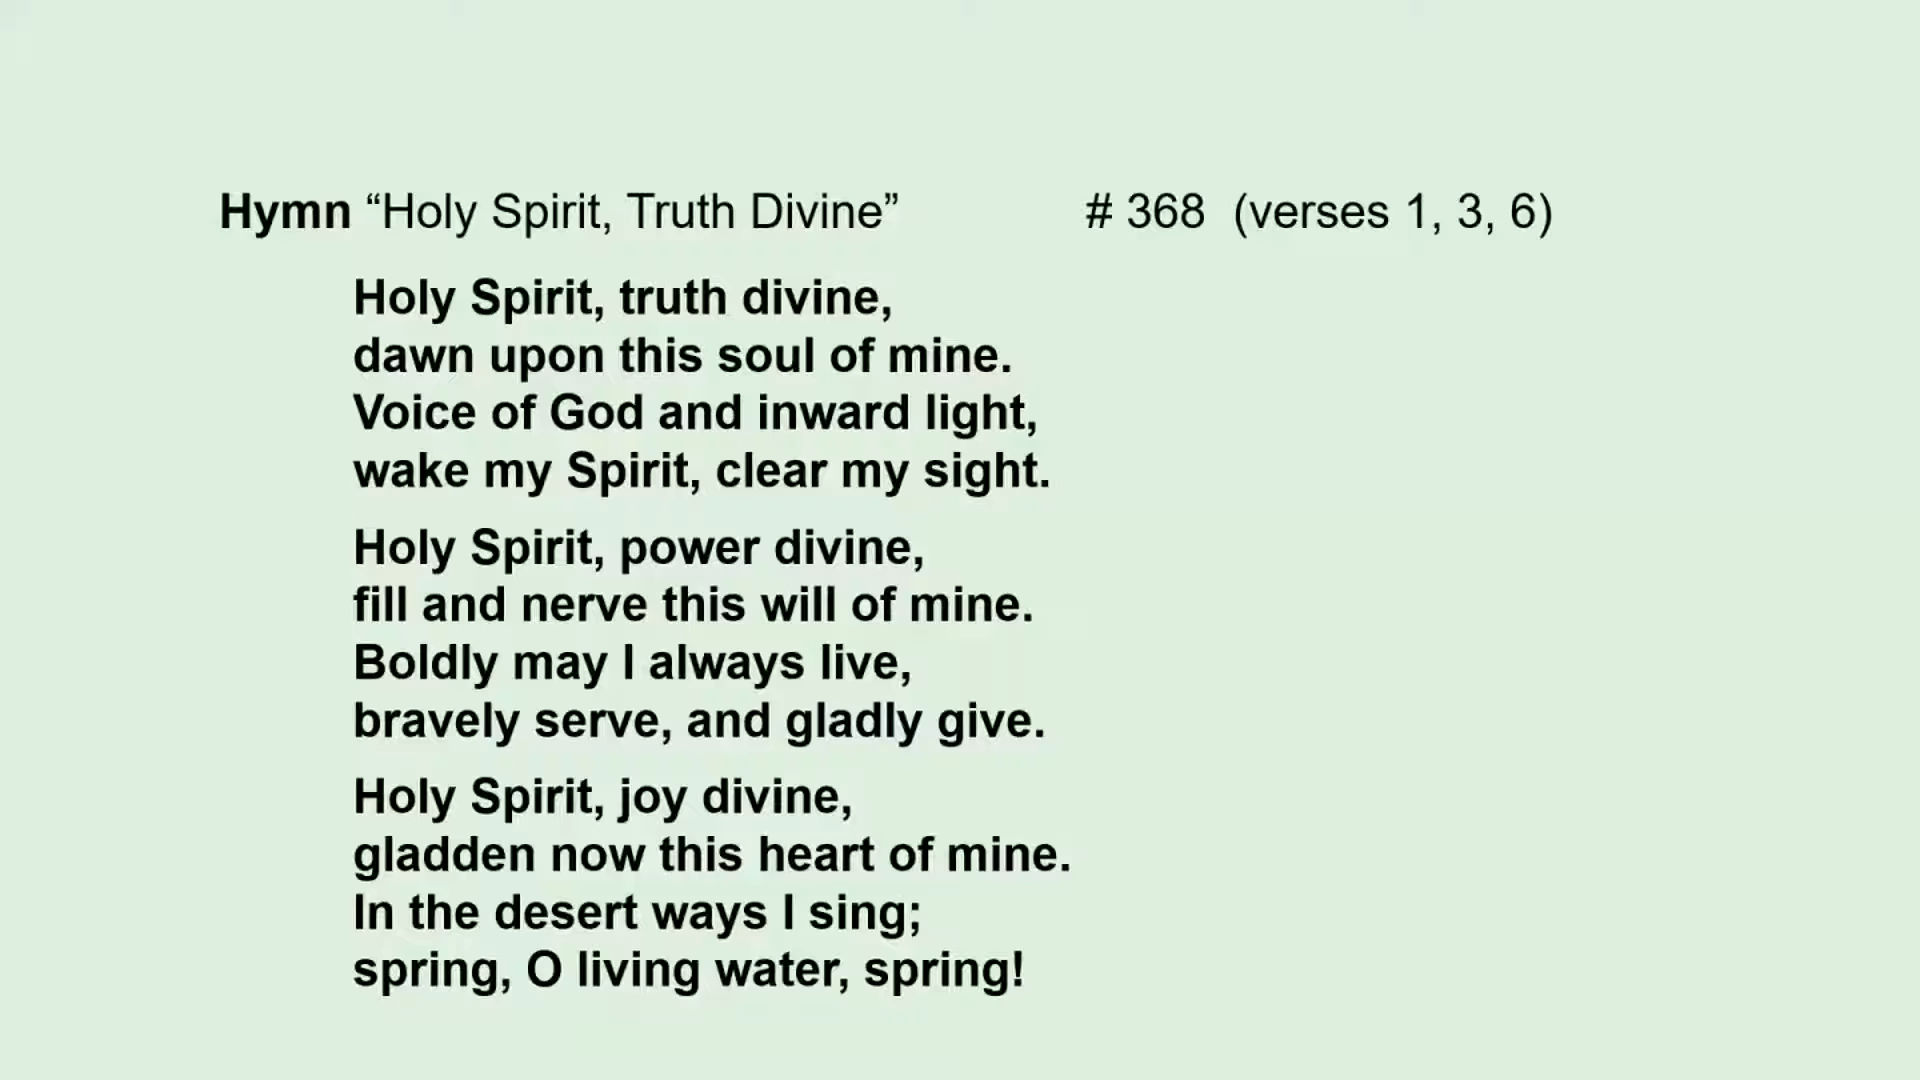 Hymn “Holy Spirit, Truth Divine” # 368 (verses 1, 3, 6)
Holy Spirit, truth divine,
dawn upon this soul of mine.
Voice of God and inward light,
wake my Spirit, clear my sight.
Holy Spirit, power divine,
fill and nerve this will of mine.
Boldly may I always live,
bravely serve, and gladly give.
Holy Spirit, joy divine,
gladden now this heart of mine.
In the desert ways I sing;
spring, O living water, spring!